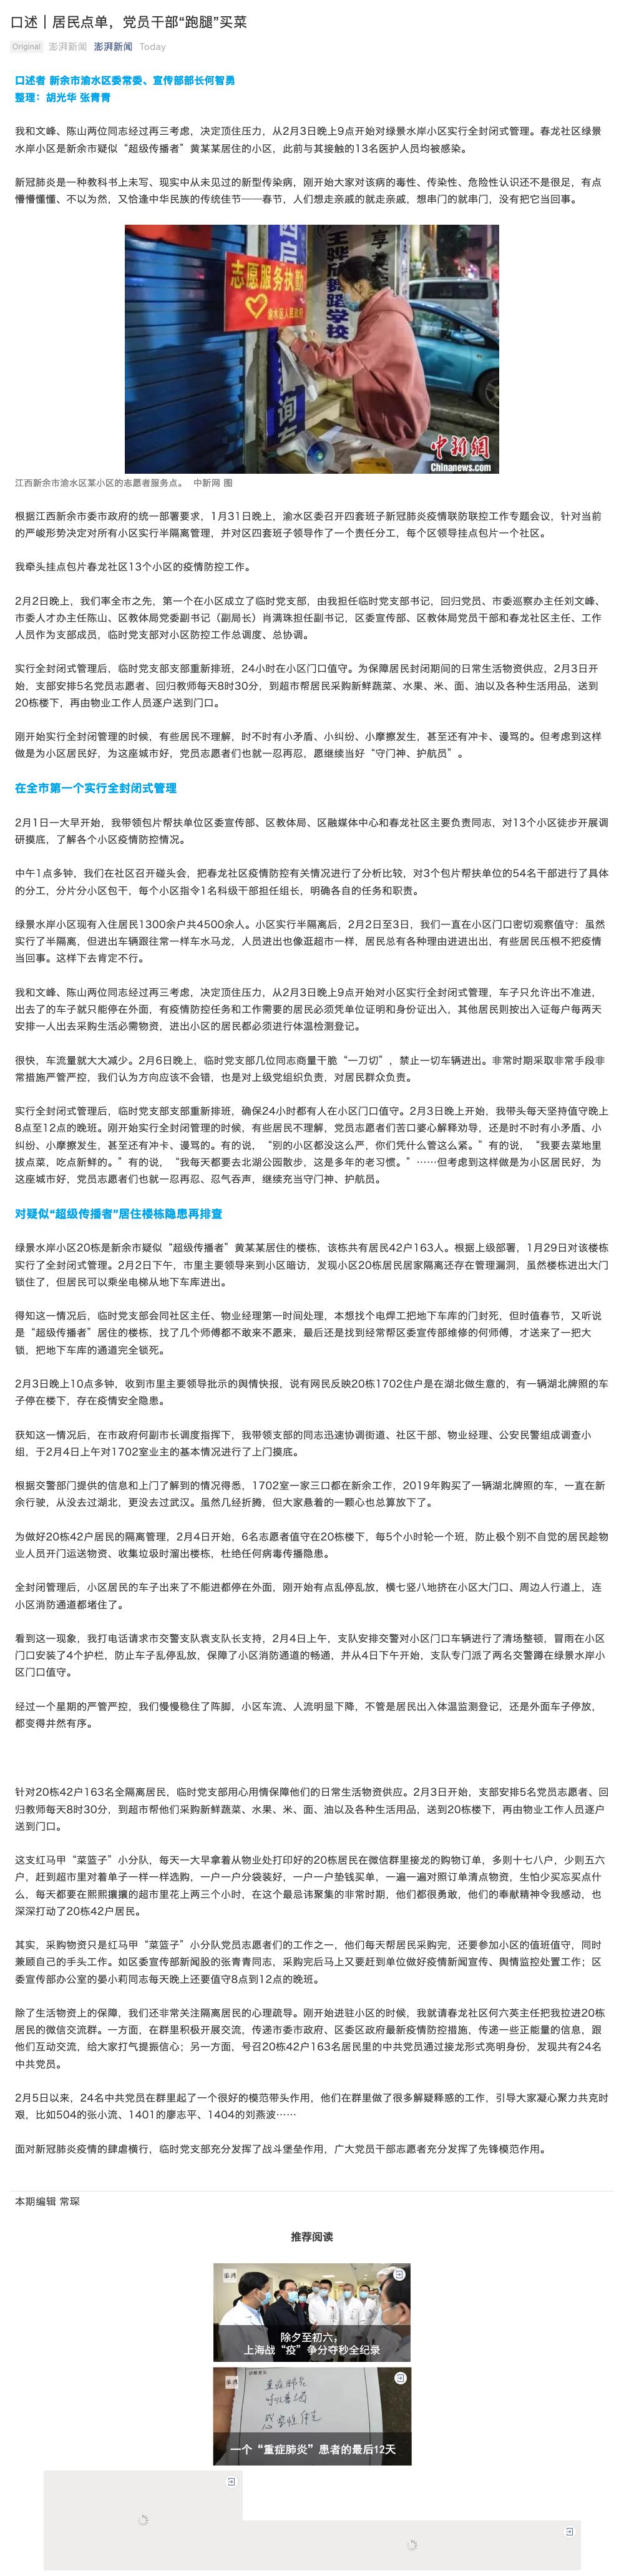 口述｜居民点单，党员干部“跑腿”买菜
Original 澎湃新闻 澎湃新闻 Today
口述者 新余市渝水区委常委、宣传部部长何智勇
整理：胡光华 张青青
我和文峰、陈山两位同志经过再三考虑，决定顶住压力，从2月3日晚上9点开始对绿景水岸小区实行全封闭式管理。春龙社区绿景
水岸小区是新余市疑似“超级传播者”黄某某居住的小区，此前与其接触的13名医护人员均被感染。
新冠肺炎是一种教科书上未写、现实中从未见过的新型传染病，刚开始大家对该病的毒性、传染性、危险性认识还不是很足，有点
懵懵懂懂、不以为然，又恰逢中华民族的传统佳节——春节，人们想走亲戚的就走亲戚，想串门的就串门，没有把它当回事。
志愿服务执勤
渝水区人民政府
王骅欣舞蹈学校
中新網
Chinanews.com
江西新余市渝水区某小区的志愿者服务点。 中新网 图
根据江西新余市委市政府的统一部署要求，1月31日晚上，渝水区委召开四套班子新冠肺炎疫情联防联控工作专题会议，针对当前
的严峻形势决定对所有小区实行半隔离管理，并对区四套班子领导作了一个责任分工，每个区领导挂点包片一个社区。
我牵头挂点包片春龙社区13个小区的疫情防控工作。
2月2日晚上，我们率全市之先，第一个在小区成立了临时党支部，由我担任临时党支部书记，回归党员、市委巡察办主任刘文峰、
市委人才办主任陈山、区教体局党委副书记（副局长）肖满珠担任副书记，区委宣传部、区教体局党员干部和春龙社区主任、工作
人员作为支部成员，临时党支部对小区防控工作总调度、总协调。
实行全封闭式管理后，临时党支部支部重新排班，24小时在小区门口值守。为保障居民封闭期间的日常生活物资供应，2月3日开
始，支部安排5名党员志愿者、回归教师每天8时30分，到超市帮居民采购新鲜蔬菜、水果、米、面、油以及各种生活用品，送到
20栋楼下，再由物业工作人员逐户送到门口。
刚开始实行全封闭管理的时候，有些居民不理解，时不时有小矛盾、小纠纷、小摩擦发生，甚至还有冲卡、谩骂的。但考虑到这样
做是为小区居民好，为这座城市好，党员志愿者们也就一忍再忍，愿继续当好“守门神、护航员”。
在全市第一个实行全封闭式管理
2月1日一大早开始，我带领包片帮扶单位区委宣传部、区教体局、区融媒体中心和春龙社区主要负责同志，对13个小区徒步开展调
研摸底，了解各个小区疫情防控情况。
中午1点多钟，我们在社区召开碰头会，把春龙社区疫情防控有关情况进行了分析比较，对3个包片帮扶单位的54名干部进行了具体
的分工，分片分小区包干，每个小区指令1名科级干部担任组长，明确各自的任务和职责。
绿景水岸小区现有入住居民1300余户共4500余人。小区实行半隔离后，2月2日至3日，我们一直在小区门口密切观察值守：虽然
实行了半隔离，但进出车辆跟往常一样车水马龙，人员进出也像逛超市一样，居民总有各种理由进进出出，有些居民压根不把疫情
当回事。这样下去肯定不行。
我和文峰、陈山两位同志经过再三考虑，决定顶住压力，从2月3日晚上9点开始对小区实行全封闭式管理，车子只允许出不准进，
出去了的车子就只能停在外面，有疫情防控任务和工作需要的居民必须凭单位证明和身份证出入，其他居民则按出入证每户每两天
安排一人出去采购生活必需物资，进出小区的居民都必须进行体温检测登记。
很快，车流量就大大减少。2月6日晚上，临时党支部几位同志商量干脆“一刀切”，禁止一切车辆进出。非常时期采取非常手段非
常措施严管严控，我们认为方向应该不会错，也是对上级党组织负责，对居民群众负责。
实行全封闭式管理后，临时党支部支部重新排班，确保24小时都有人在小区门口值守。2月3日晚上开始，我带头每天坚持值守晚上
8点至12点的晚班。刚开始实行全封闭管理的时候，有些居民不理解，党员志愿者们苦口婆心解释劝导，还是时不时有小矛盾、小
纠纷、小摩擦发生，甚至还有冲卡、谩骂的。有的说，“别的小区都没这么严，你们凭什么管这么紧。”有的说，“我要去菜地里
拔点菜，吃点新鲜的。”有的说，“我每天都要去北湖公园散步，这是多年的老习惯。”……但考虑到这样做是为小区居民好，为
这座城市好，党员志愿者们也就一忍再忍、忍气吞声，继续充当守门神、护航员。
对疑似“超级传播者”居住楼栋隐患再排查
绿景水岸小区20栋是新余市疑似“超级传播者”黄某某居住的楼栋，该栋共有居民42户163人。根据上级部署，1月29日对该楼栋
实行了全封闭式管理。2月2日下午，市里主要领导来到小区暗访，发现小区20栋居民居家隔离还存在管理漏洞，虽然楼栋进出大门
锁住了，但居民可以乘坐电梯从地下车库进出。
得知这一情况后，临时党支部会同社区主任、物业经理第一时间处理，本想找个电焊工把地下车库的门封死，但时值春节，又听说
是“超级传播者”居住的楼栋，找了几个师傅都不敢来不愿来，最后还是找到经常帮区委宣传部维修的何师傅，才送来了一把大
锁，把地下车库的通道完全锁死。
2月3日晚上10点多钟，收到市里主要领导批示的舆情快报，说有网民反映20栋1702住户是在湖北做生意的，有一辆湖北牌照的车
子停在楼下，存在疫情安全隐患。
获知这一情况后，在市政府何副市长调度指挥下，我带领支部的同志迅速协调街道、社区干部、物业经理、公安民警组成调查小
组，于2月4日上午对1702室业主的基本情况进行了上门摸底。
根据交警部门提供的信息和上门了解到的情况得悉，1702室一家三口都在新余工作，2019年购买了一辆湖北牌照的车，一直在新
余行驶，从没去过湖北，更没去过武汉。虽然几经折腾，但大家悬着的一颗心也总算放下了。
为做好20栋42户居民的隔离管理，2月4日开始，6名志愿者值守在20栋楼下，每5个小时轮一个班，防止极个别不自觉的居民趁物
业人员开门运送物资、收集垃圾时溜出楼栋，杜绝任何病毒传播隐患。
全封闭管理后，小区居民的车子出来了不能进都停在外面，刚开始有点乱停乱放，横七竖八地挤在小区大门口、周边人行道上，连
小区消防通道都堵住了。
看到这一现象，我打电话请求市交警支队袁支队长支持，2月4日上午，支队安排交警对小区门口车辆进行了清场整顿，冒雨在小区
门口安装了4个护栏，防止车子乱停乱放，保障了小区消防通道的畅通，并从4日下午开始，支队专门派了两名交警蹲在绿景水岸小
区门口值守。
经过一个星期的严管严控，我们慢慢稳住了阵脚，小区车流、人流明显下降，不管是居民出入体温监测登记，还是外面车子停放，
都变得井然有序。
针对20栋42户163名全隔离居民，临时党支部用心用情保障他们的日常生活物资供应。2月3日开始，支部安排5名党员志愿者、回
归教师每天8时30分，到超市帮他们采购新鲜蔬菜、水果、米、面、油以及各种生活用品，送到20栋楼下，再由物业工作人员逐户
送到门口。
这支红马甲“菜篮子”小分队，每天一大早拿着从物业处打印好的20栋居民在微信群里接龙的购物订单，多则十七八户，少则五六
户，赶到超市里对着单子一样一样选购，一户一户分袋装好，一户一户垫钱买单，一遍一遍对照订单清点物资，生怕少买忘买点什
么，每天都要在熙熙攘攘的超市里花上两三个小时，在这个最忌讳聚集的非常时期，他们都很勇敢，他们的奉献精神令我感动，也
深深打动了20栋42户居民。
其实，采购物资只是红马甲“菜篮子”小分队党员志愿者们的工作之一，他们每天帮居民采购完，还要参加小区的值班值守，同时
兼顾自己的手头工作。如区委宣传部新闻股的张青青同志，采购完后马上又要赶到单位做好疫情新闻宣传、舆情监控处置工作；区
委宣传部办公室的晏小莉同志每天晚上还要值守8点到12点的晚班。
除了生活物资上的保障，我们还非常关注隔离居民的心理疏导。刚开始进驻小区的时候，我就请春龙社区何六英主任把我拉进20栋
居民的微信交流群。一方面，在群里积极开展交流，传递市委市政府、区委区政府最新疫情防控措施，传递一些正能量的信息，跟
他们互动交流，给大家打气提振信心；另一方面，号召20栋42户163名居民里的中共党员通过接龙形式亮明身份，发现共有24名
中共党员。
2月5日以来，24名中共党员在群里起了一个很好的模范带头作用，他们在群里做了很多解疑释惑的工作，引导大家凝心聚力共克时
艰，比如504的张小流、1401的廖志平、1404的刘燕波……
面对新冠肺炎疫情的肆虐横行，临时党支部充分发挥了战斗堡垒作用，广大党员干部志愿者充分发挥了先锋模范作用。
本期编辑 常琛
推荐阅读
澎湃
除夕至初六，
上海战“疫”争分夺秒全纪录
澎湃
重症肺炎
一个“重症肺炎”患者的最后12天